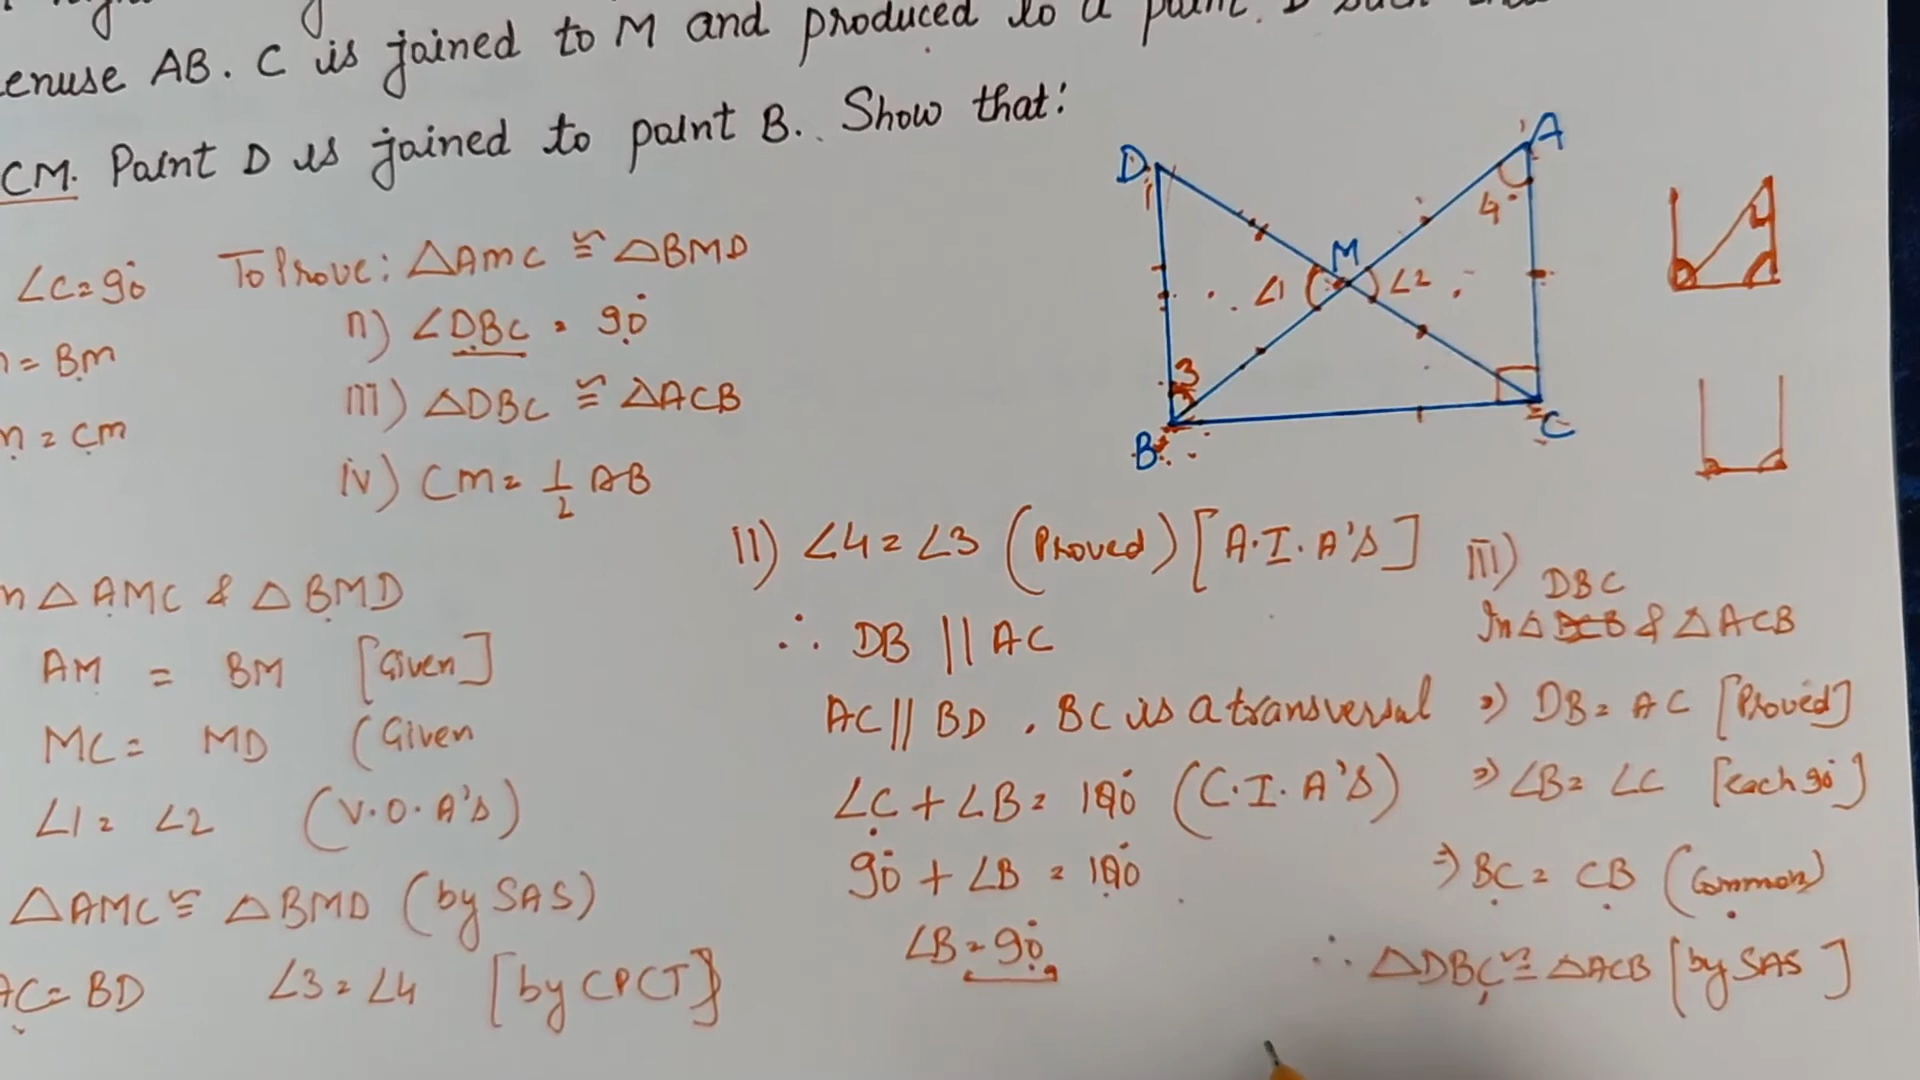 enuse AB. C is joined to M and produced to a point D such
CM. Point D is joined to point B. Show that:
∠C = 90° To Prove: △AMC ≅ △BMD
= BM
= CM
II) ∠DBC = 90°
III) △DBC ≅ △ACB
iv) CM = 1/2 AB
D
A
M
∠1
∠2
3
4
B
C
In △AMC & △BMD
AM = BM [Given]
MC = MD (Given
∠1 = ∠2 (V.O.A's)
△AMC ≅ △BMD (by SAS)
AC = BD ∠3 = ∠4 [by CPCT]
II) ∠4 = ∠3 (Proved) [A.I.A's]
∴ DB || AC
AC || BD, BC is a transversal
∠C + ∠B = 180° (C.I.A's)
90° + ∠B = 180°
∠B = 90°
III)
DBC
In △ DCB & △ACB
⇒ DB = AC [Proved]
⇒ ∠B = ∠C [each 90°]
⇒ BC = CB (Common)
∴ △DBC ≅ △ACB [by SAS]